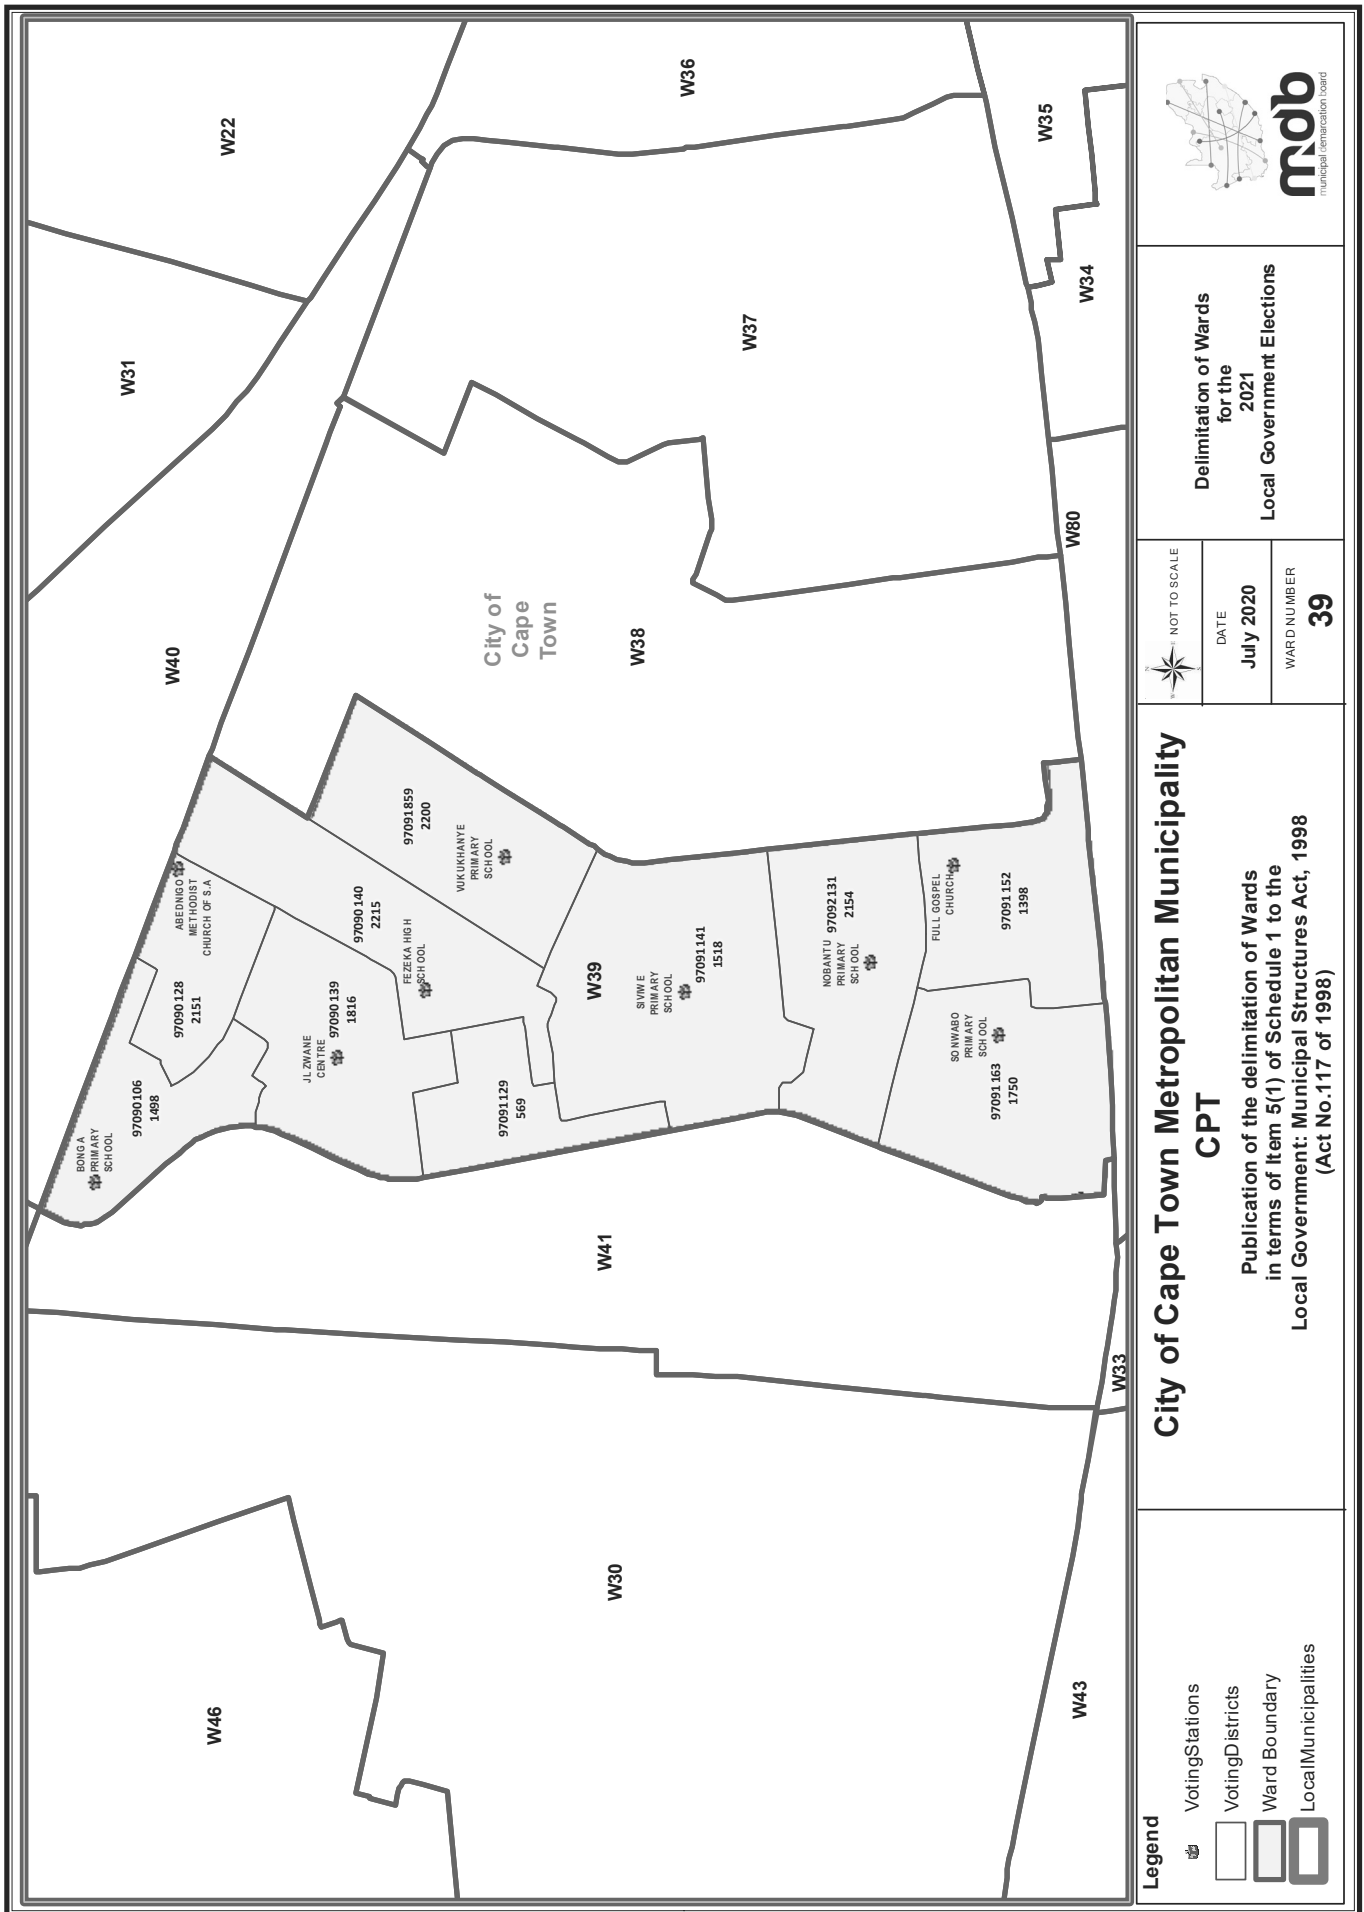 W22
W36
W35
W31
W37
W34
W40
City of
Cape
Town
W38
W80
97091859
2200
VUKUKHANYE
PRIMARY
SCHOOL
ABEDNIGO
METHODIST
CHURCH OF S.A
97090140
2215
FEZEKA HIGH
SCHOOL
97090128
2151
97090139
1816
JL ZWANE
CENTRE
W39
SIVIWE
PRIMARY
SCHOOL
97091141
1518
97092131
2154
NOBANTU
PRIMARY
SCHOOL
FULL GOSPEL
CHURCH
97091152
1398
97090106
1498
BONGA
PRIMARY
SCHOOL
97091129
569
SONWABO
PRIMARY
SCHOOL
97091163
1750
W41
W33
W30
W46
W43
Legend
VotingStations
VotingDistricts
Ward Boundary
LocalMunicipalities
City of Cape Town Metropolitan Municipality
CPT
Publication of the delimitation of Wards
in terms of Item 5(1) of Schedule 1 to the
Local Government: Municipal Structures Act, 1998
(Act No.117 of 1998)
N
E
S
W
NOT TO SCALE
DATE
July 2020
WARD NUMBER
39
Delimitation of Wards
for the
2021
Local Government Elections
mdb
municipal demarcation board